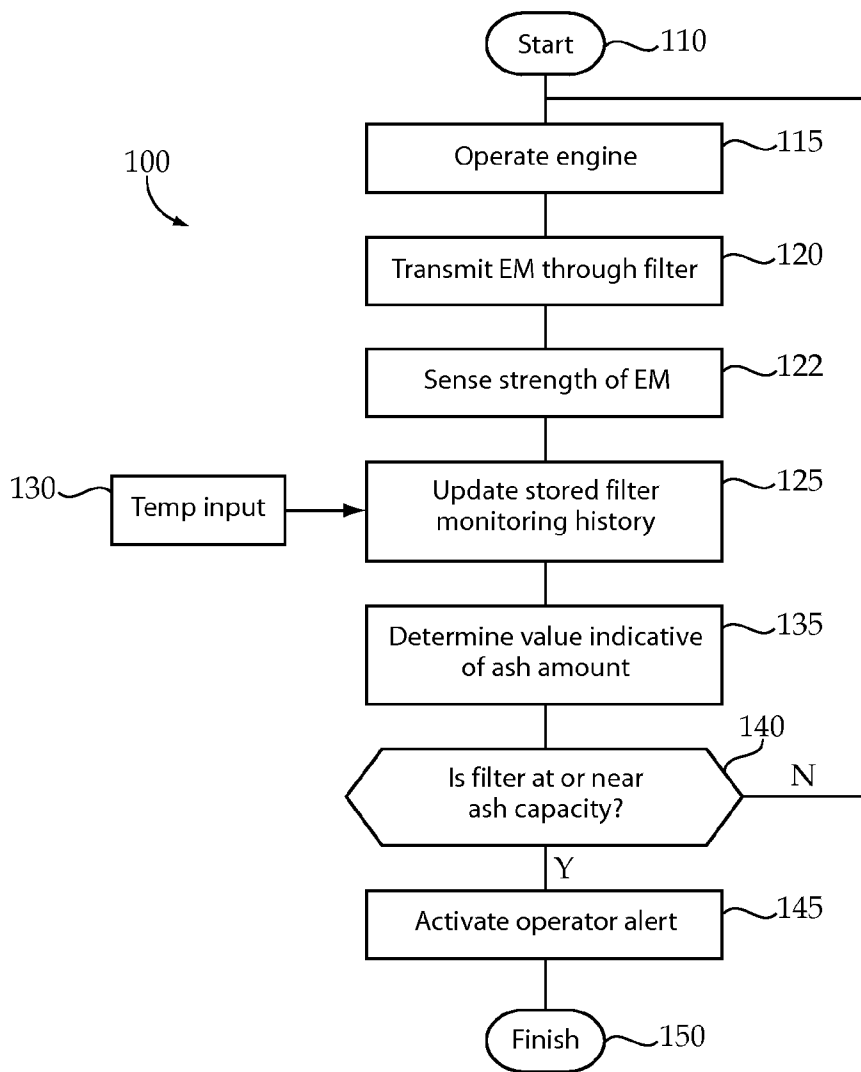 Start
110
Operate engine
115
100
Transmit EM through filter
120
Sense strength of EM
122
130
Temp input
Update stored filter
monitoring history
125
Determine value indicative
of ash amount
135
Is filter at or near
ash capacity?
140
N
Y
Activate operator alert
145
Finish
150